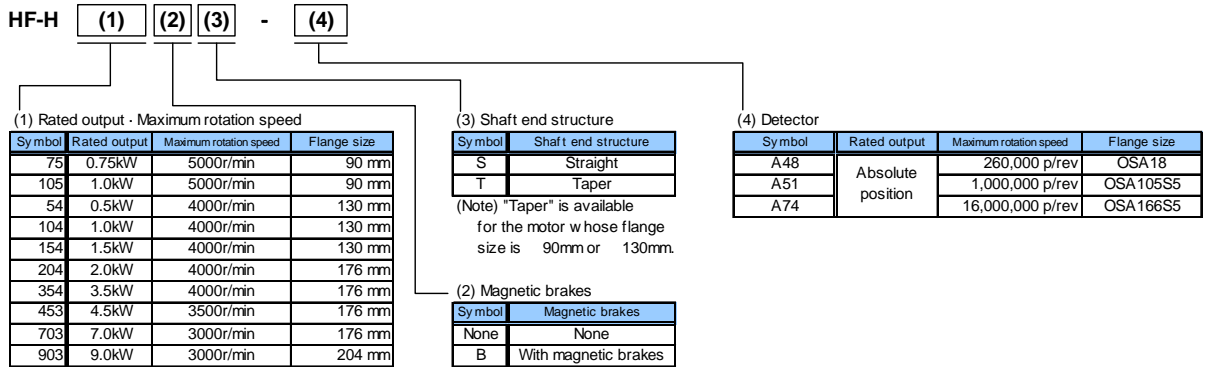 HF-H (1) (2) (3) - (4)
(1) Rated output · Maximum rotation speed
Symbol Rated output Maximum rotation speed Flange size
75 0.75kW 5000r/min 90 mm
105 1.0kW 5000r/min 90 mm
54 0.5kW 4000r/min 130 mm
104 1.0kW 4000r/min 130 mm
154 1.5kW 4000r/min 130 mm
204 2.0kW 4000r/min 176 mm
354 3.5kW 4000r/min 176 mm
453 4.5kW 3500r/min 176 mm
703 7.0kW 3000r/min 176 mm
903 9.0kW 3000r/min 204 mm
(3) Shaft end structure
Symbol Shaft end structure
S Straight
T Taper
(Note) "Taper" is available
for the motor whose flange
size is 90mm or 130mm.
(2) Magnetic brakes
Symbol Magnetic brakes
None None
B With magnetic brakes
(4) Detector
Symbol Rated output Maximum rotation speed Flange size
A48 Absolute position 260,000 p/rev OSA18
A51 1,000,000 p/rev OSA105S5
A74 16,000,000 p/rev OSA166S5